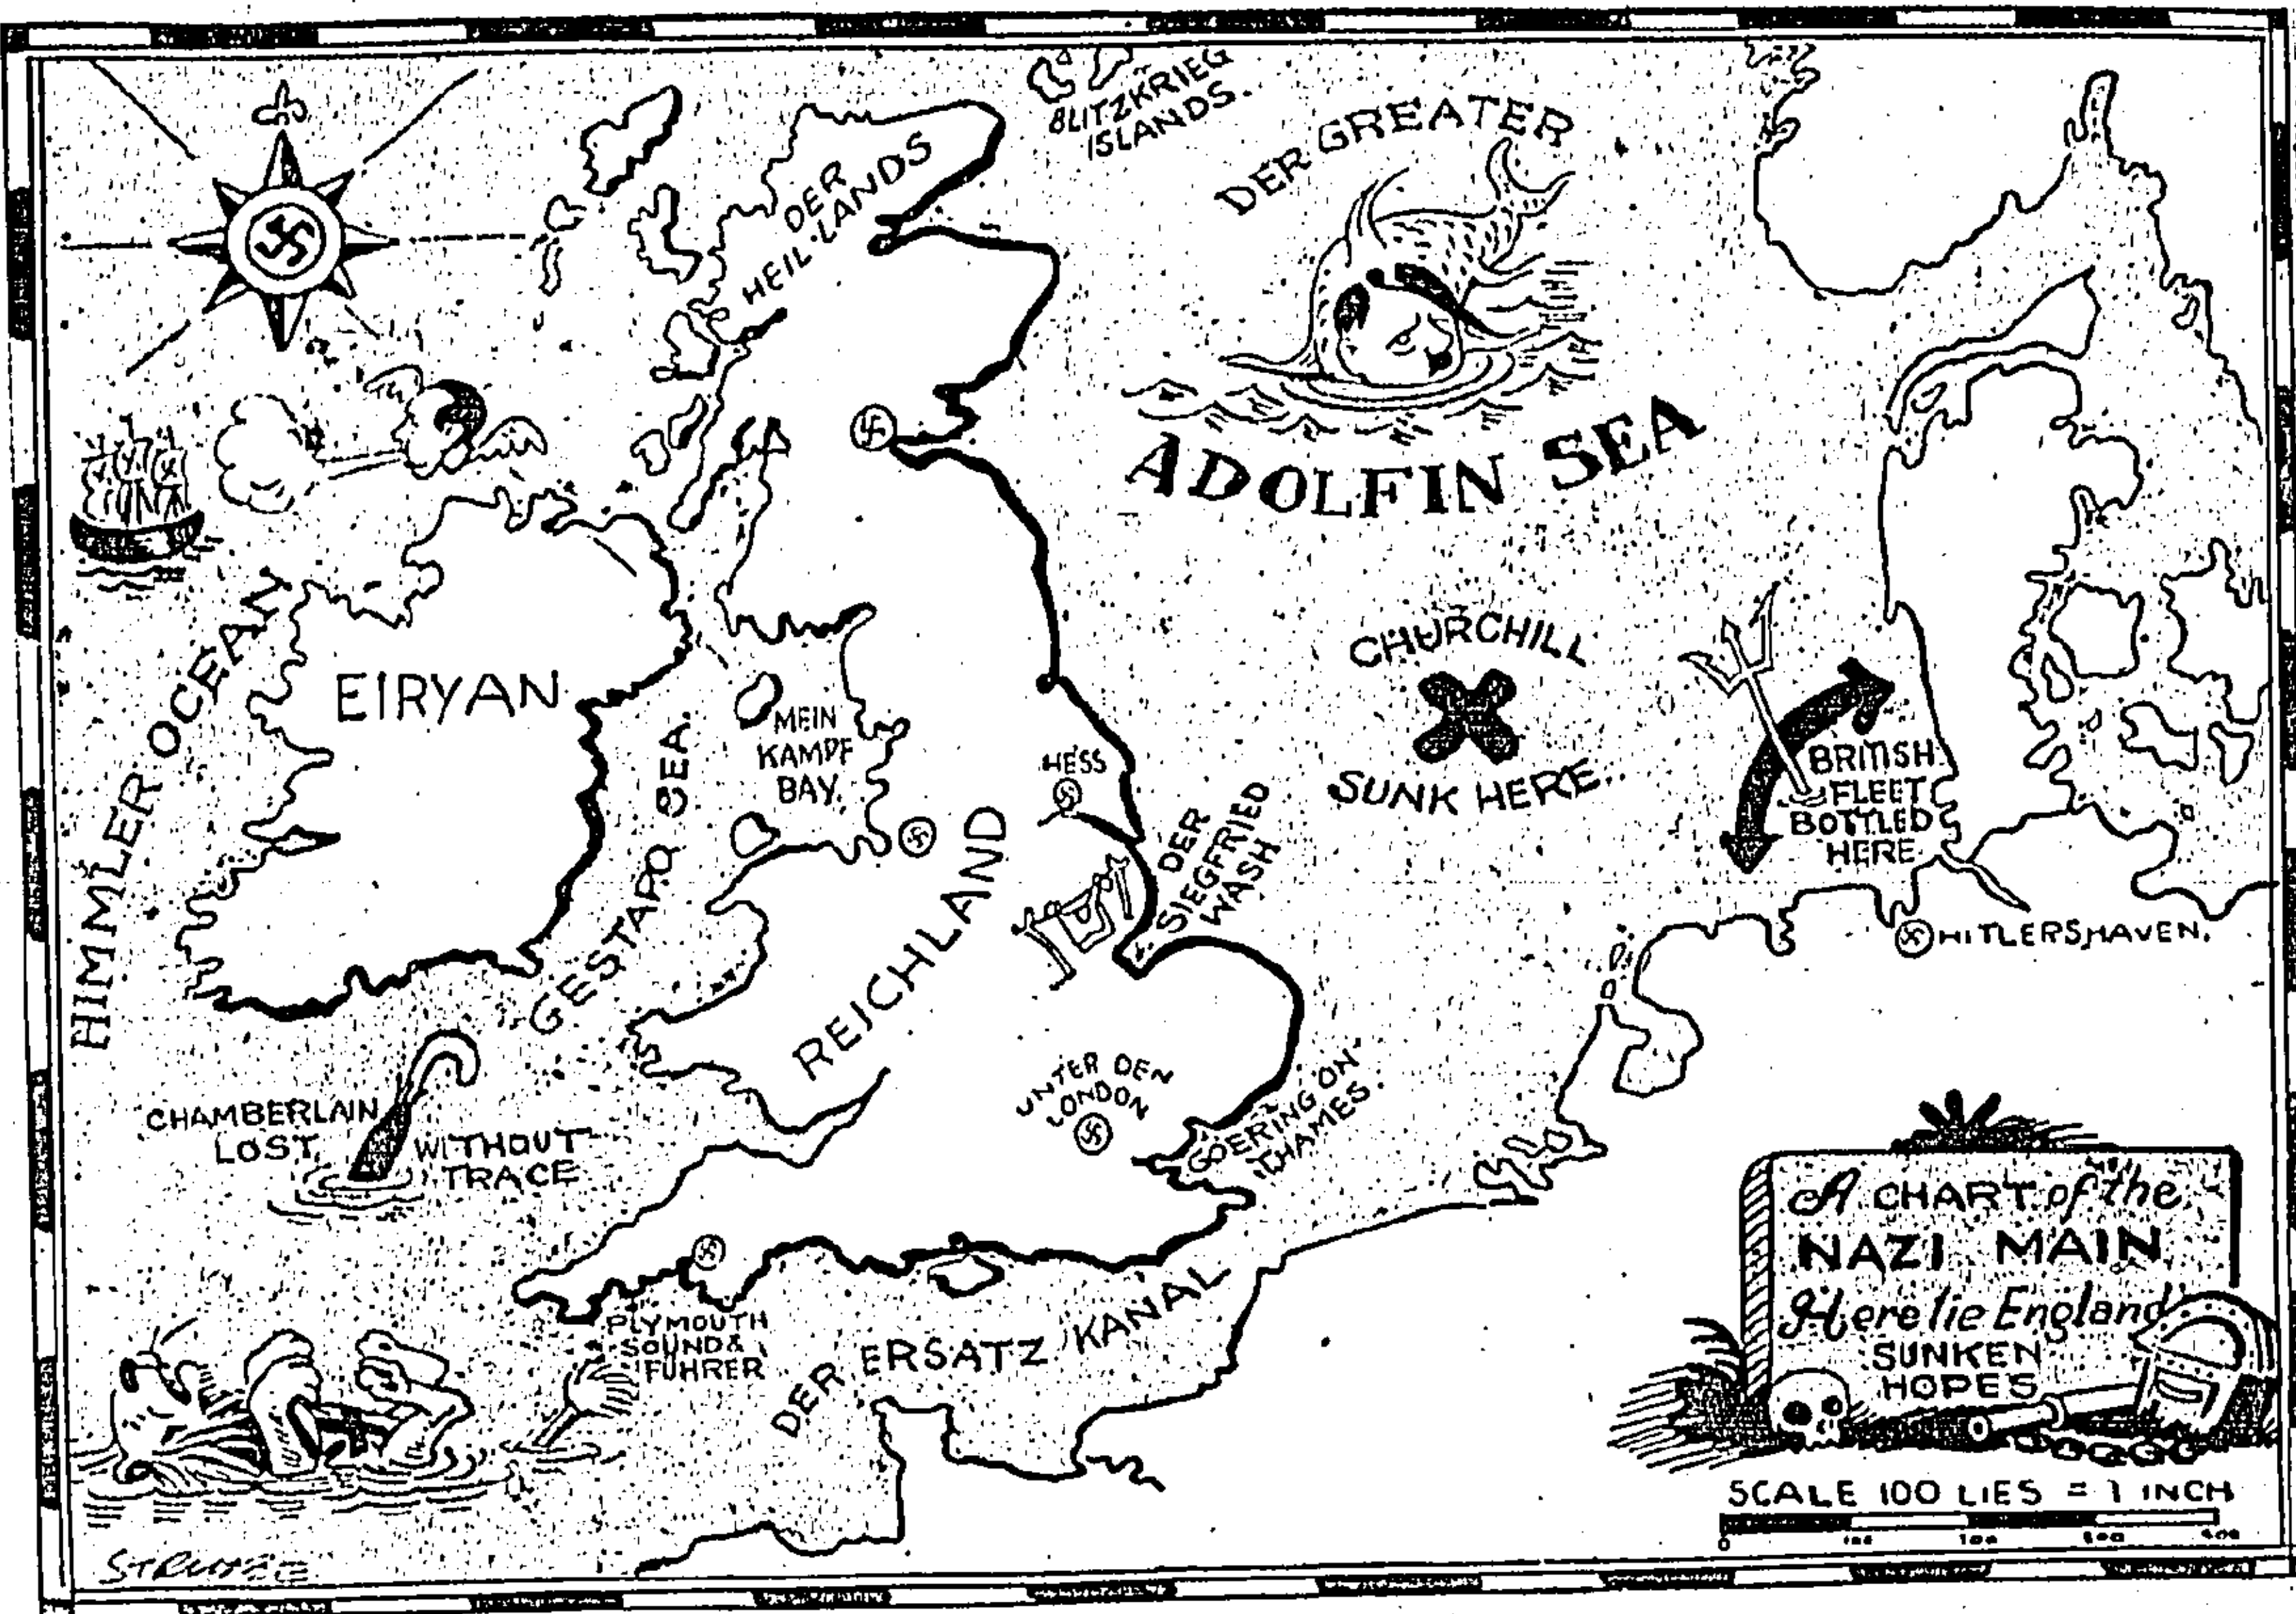 BLITZKRIEG
ISLANDS.
DER GREATER
ADOLFIN SEA
DER
HEIL-LANDS
HIMMLER OCEAN
EIRYAN
GESTAPO SEA.
MEIN
KAMPF
BAY.
HESS
DER
SIEGFRIED
WASH
REICHLAND
CHURCHILL
SUNK HERE.
BRITISH
FLEET
BOTTLED
HERE
HITLERSHAVEN.
UNTER DEN
LONDON
GOERING ON
THAMES.
CHAMBERLAIN
LOST
WITHOUT
TRACE
PLYMOUTH
SOUND &
FUHRER
DER ERSATZ KANAL
A CHART of the
NAZI MAIN
Here lie England
SUNKEN
HOPES
SCALE 100 LIES = 1 INCH
0
STRUBE